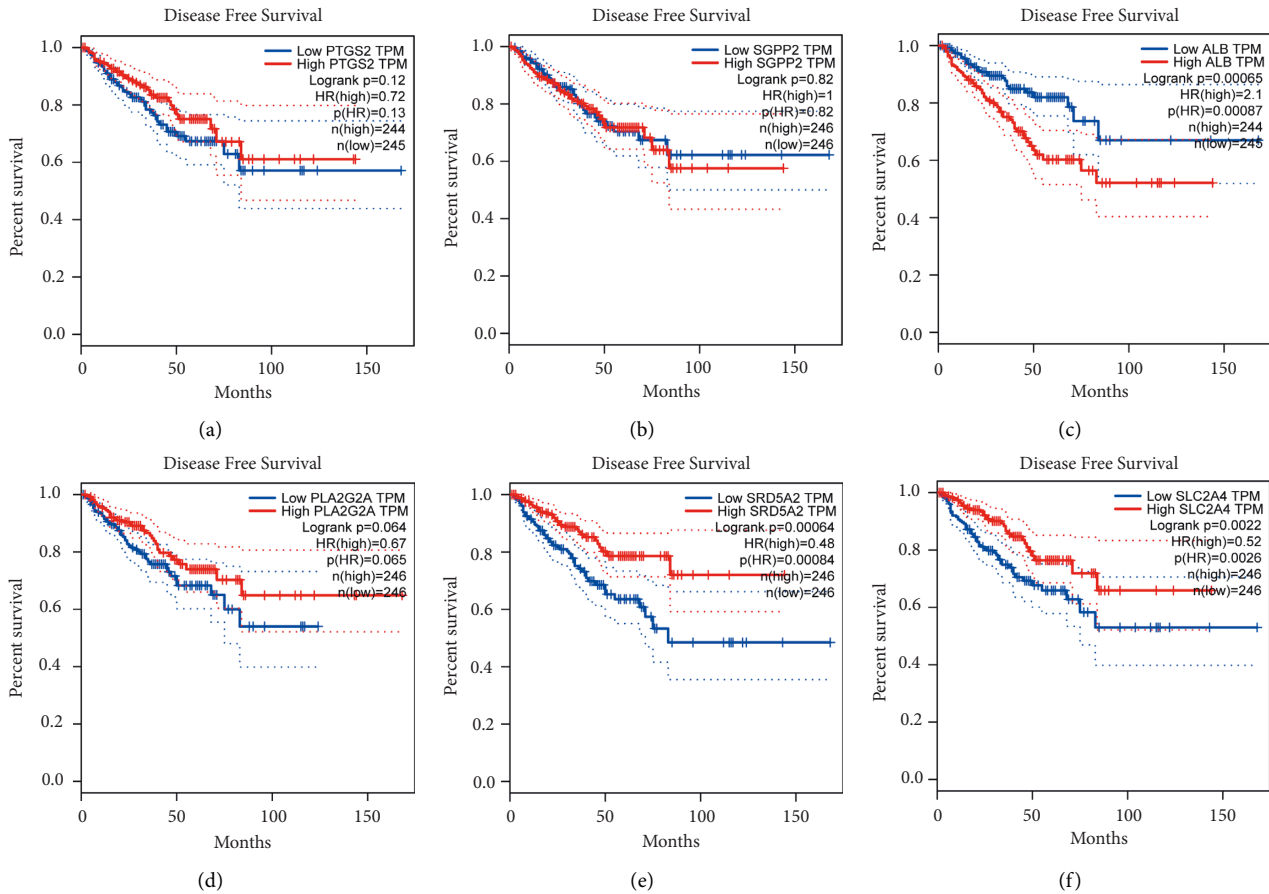 Disease Free Survival
1.0
0.8
0.6
0.4
0.2
0.0
Percent survival
Low PTGS2 TPM
High PTGS2 TPM
Logrank p=0.12
HR(high)=0.72
p(HR)=0.13
n(high)=244
n(low)=245
0 50 100 150
Months
(a)
Disease Free Survival
1.0
0.8
0.6
0.4
0.2
0.0
Percent survival
Low SGPP2 TPM
High SGPP2 TPM
Logrank p=0.82
HR(high)=1
p(HR)=0.82
n(high)=246
n(low)=246
0 50 100 150
Months
(b)
Disease Free Survival
1.0
0.8
0.6
0.4
0.2
0.0
Percent survival
Low ALB TPM
High ALB TPM
Logrank p=0.00065
HR(high)=2.1
p(HR)=0.00087
n(high)=244
n(low)=245
0 50 100 150
Months
(c)
Disease Free Survival
1.0
0.8
0.6
0.4
0.2
0.0
Percent survival
Low PLA2G2A TPM
High PLA2G2A TPM
Logrank p=0.064
HR(high)=0.67
p(HR)=0.065
n(high)=246
n(low)=246
0 50 100 150
Months
(d)
Disease Free Survival
1.0
0.8
0.6
0.4
0.2
0.0
Percent survival
Low SRD5A2 TPM
High SRD5A2 TPM
Logrank p=0.00064
HR(high)=0.48
p(HR)=0.00084
n(high)=246
n(low)=246
0 50 100 150
Months
(e)
Disease Free Survival
1.0
0.8
0.6
0.4
0.2
0.0
Percent survival
Low SLC2A4 TPM
High SLC2A4 TPM
Logrank p=0.0022
HR(high)=0.52
p(HR)=0.0026
n(high)=246
n(low)=246
0 50 100 150
Months
(f)